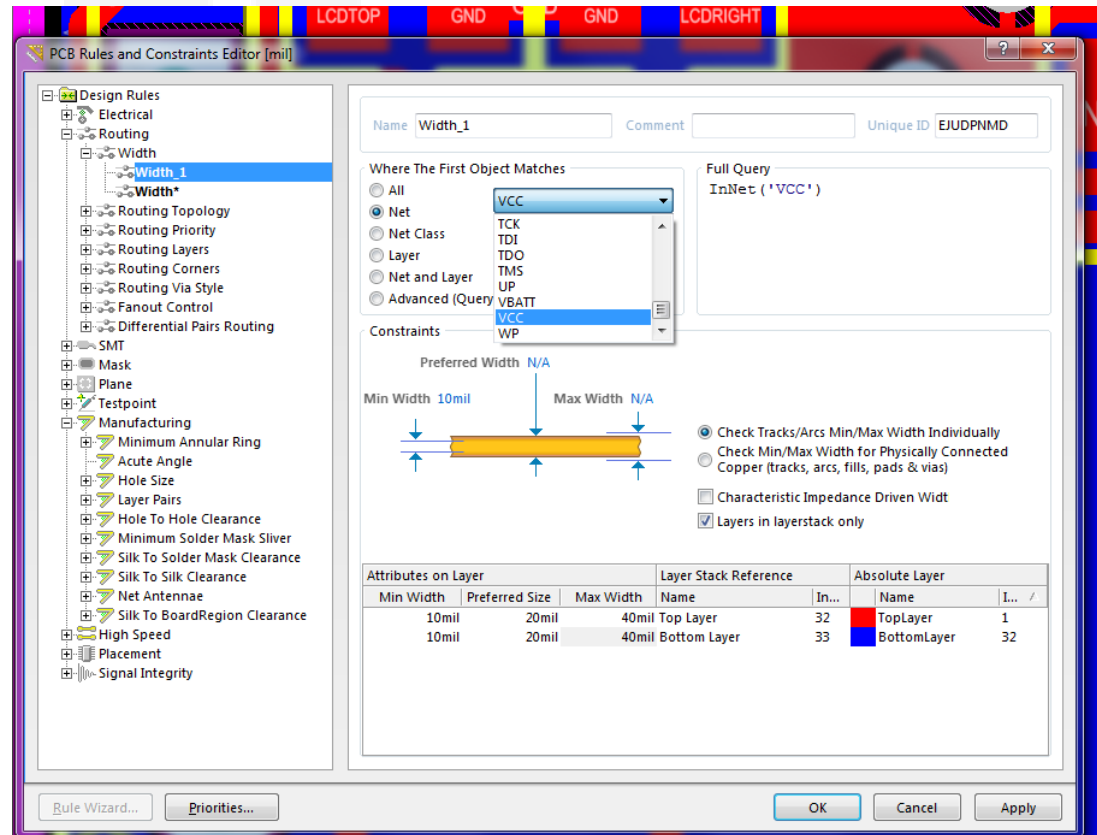 LCDTOP GND GND LCDRIGHT
PCB Rules and Constraints Editor [mil]
? X
Design Rules
Electrical
Routing
Width
Width_1
Width*
Routing Topology
Routing Priority
Routing Layers
Routing Corners
Routing Via Style
Fanout Control
Differential Pairs Routing
SMT
Mask
Plane
Testpoint
Manufacturing
Minimum Annular Ring
Acute Angle
Hole Size
Layer Pairs
Hole To Hole Clearance
Minimum Solder Mask Sliver
Silk To Solder Mask Clearance
Silk To Silk Clearance
Net Antennae
Silk To BoardRegion Clearance
High Speed
Placement
Signal Integrity
Name Width_1 Comment Unique ID EJUDPNMD
Where The First Object Matches
All
Net
Net Class
Layer
Net and Layer
Advanced (Query
VCC
TCK
TDI
TDO
TMS
UP
VBATT
VCC
WP
Full Query
InNet('VCC')
Constraints
Preferred Width N/A
Min Width 10mil Max Width N/A
Check Tracks/Arcs Min/Max Width Individually
Check Min/Max Width for Physically Connected
Copper (tracks, arcs, fills, pads & vias)
Characteristic Impedance Driven Widt
Layers in layerstack only
Attributes on Layer Layer Stack Reference Absolute Layer
Min Width Preferred Size Max Width Name In... Name I...
10mil 20mil 40mil Top Layer 32 TopLayer 1
10mil 20mil 40mil Bottom Layer 33 BottomLayer 32
Rule Wizard... Priorities... OK Cancel Apply